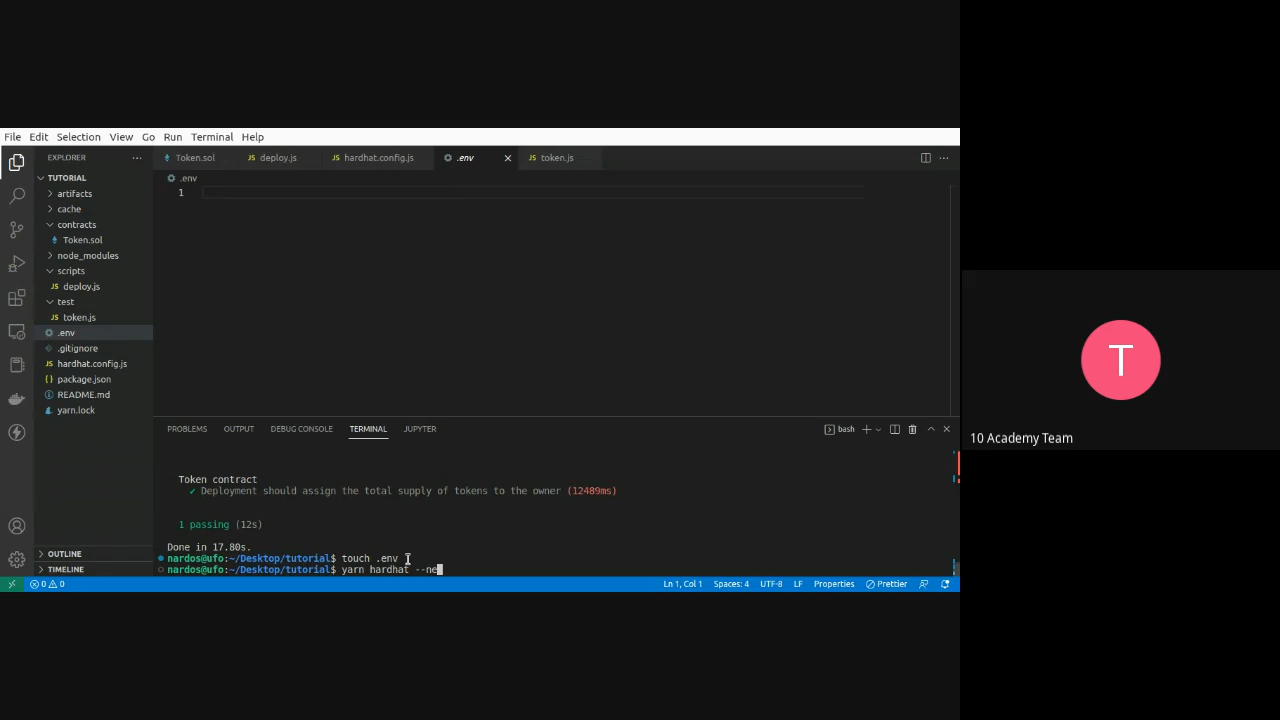 File Edit Selection View Go Run Terminal Help
EXPLORER
Token.sol deploy.js hardhat.config.js .env token.js
TUTORIAL
.env
artifacts
1
cache
contracts
Token.sol
node_modules
scripts
JS deploy.js
test
JS token.js
.env
.gitignore
JS hardhat.config.js
{} package.json
README.md
yarn.lock
OUTLINE
TIMELINE
PROBLEMS OUTPUT DEBUG CONSOLE TERMINAL JUPYTER
bash
Token contract
✓ Deployment should assign the total supply of tokens to the owner (12489ms)
1 passing (12s)
Done in 17.80s.
nardos@ufo:~/Desktop/tutorial$ touch .env
nardos@ufo:~/Desktop/tutorial$ yarn hardhat --ne
0 0 Ln 1, Col 1 Spaces: 4 UTF-8 LF Properties Prettier
T
10 Academy Team